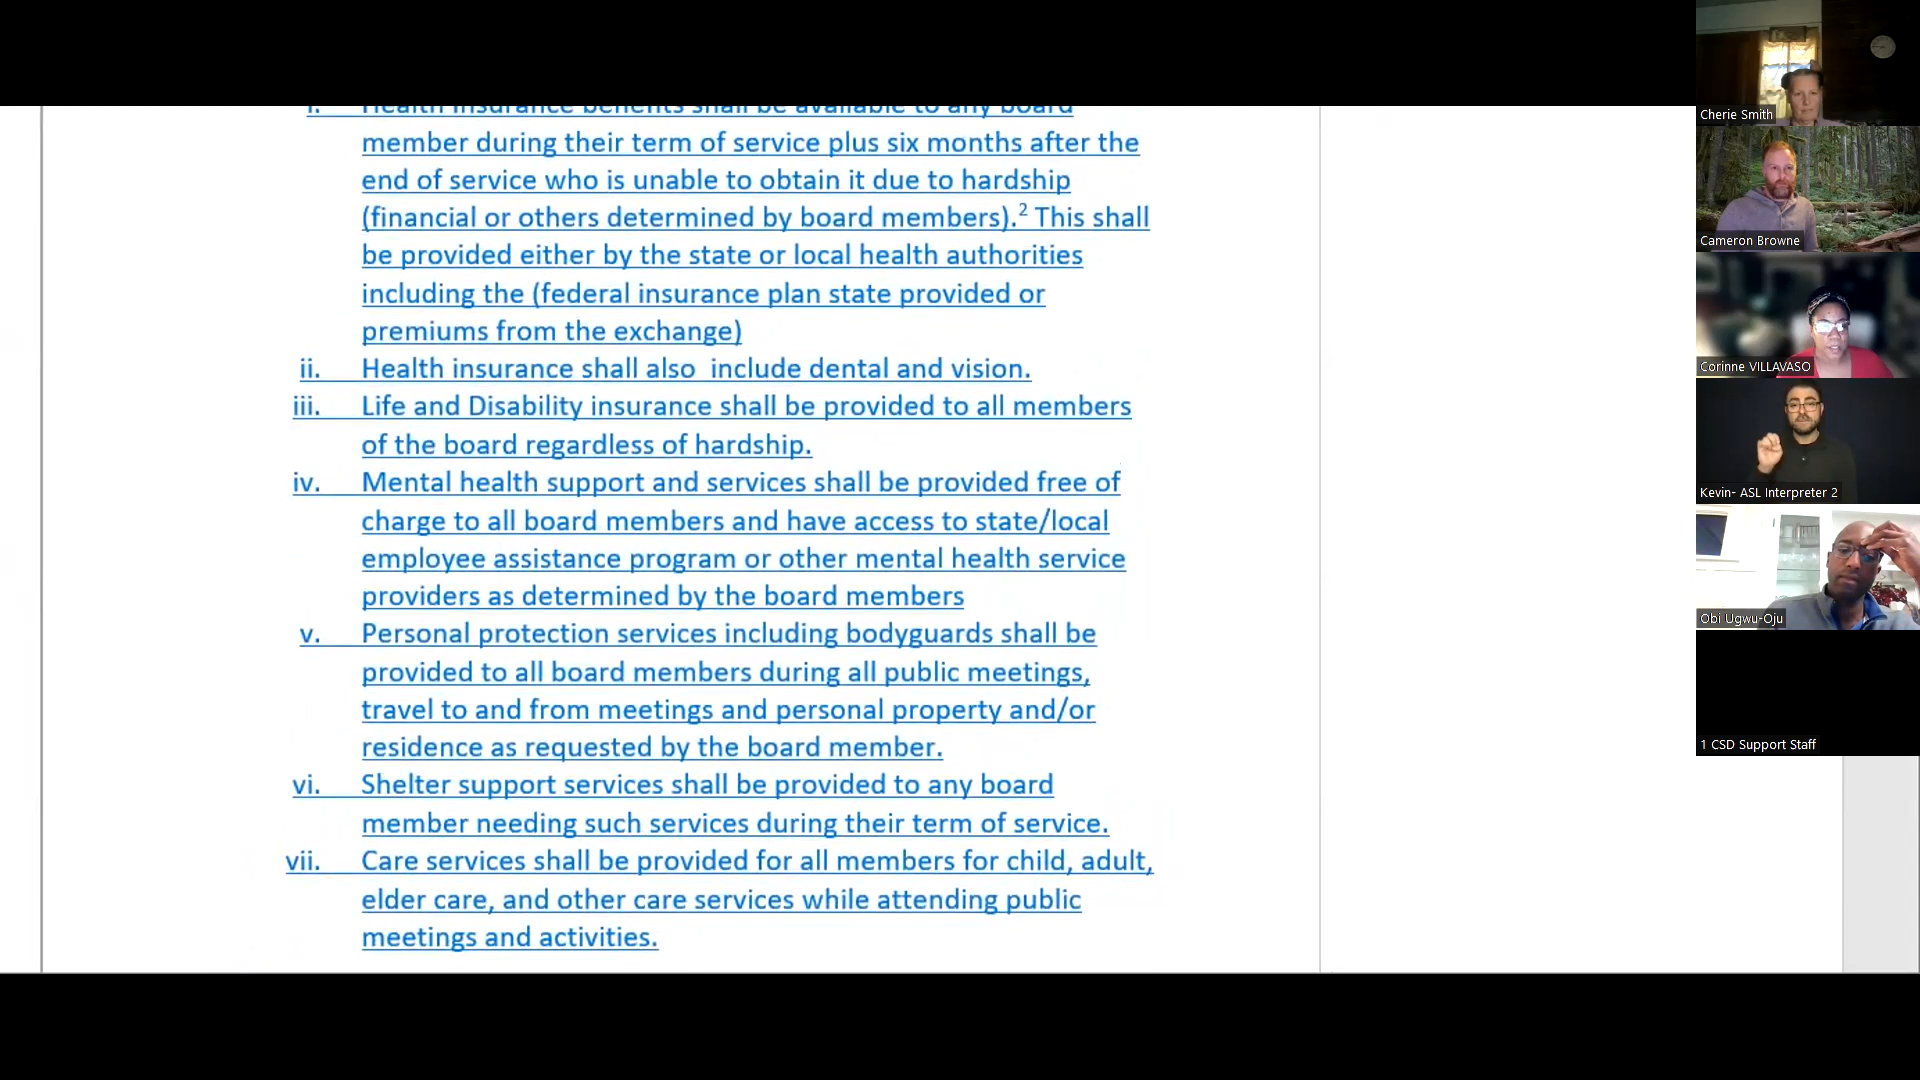 i. Health insurance benefits shall be available to any board
member during their term of service plus six months after the
end of service who is unable to obtain it due to hardship
(financial or others determined by board members).2 This shall
be provided either by the state or local health authorities
including the (federal insurance plan state provided or
premiums from the exchange)
ii. Health insurance shall also  include dental and vision.
iii. Life and Disability insurance shall be provided to all members
of the board regardless of hardship.
iv. Mental health support and services shall be provided free of
charge to all board members and have access to state/local
employee assistance program or other mental health service
providers as determined by the board members
v. Personal protection services including bodyguards shall be
provided to all board members during all public meetings,
travel to and from meetings and personal property and/or
residence as requested by the board member.
vi. Shelter support services shall be provided to any board
member needing such services during their term of service.
vii. Care services shall be provided for all members for child, adult,
elder care, and other care services while attending public
meetings and activities.
Cherie Smith
Cameron Browne
Corinne VILLAVASO
Kevin- ASL Interpreter 2
Obi Ugwu-Oju
1 CSD Support Staff